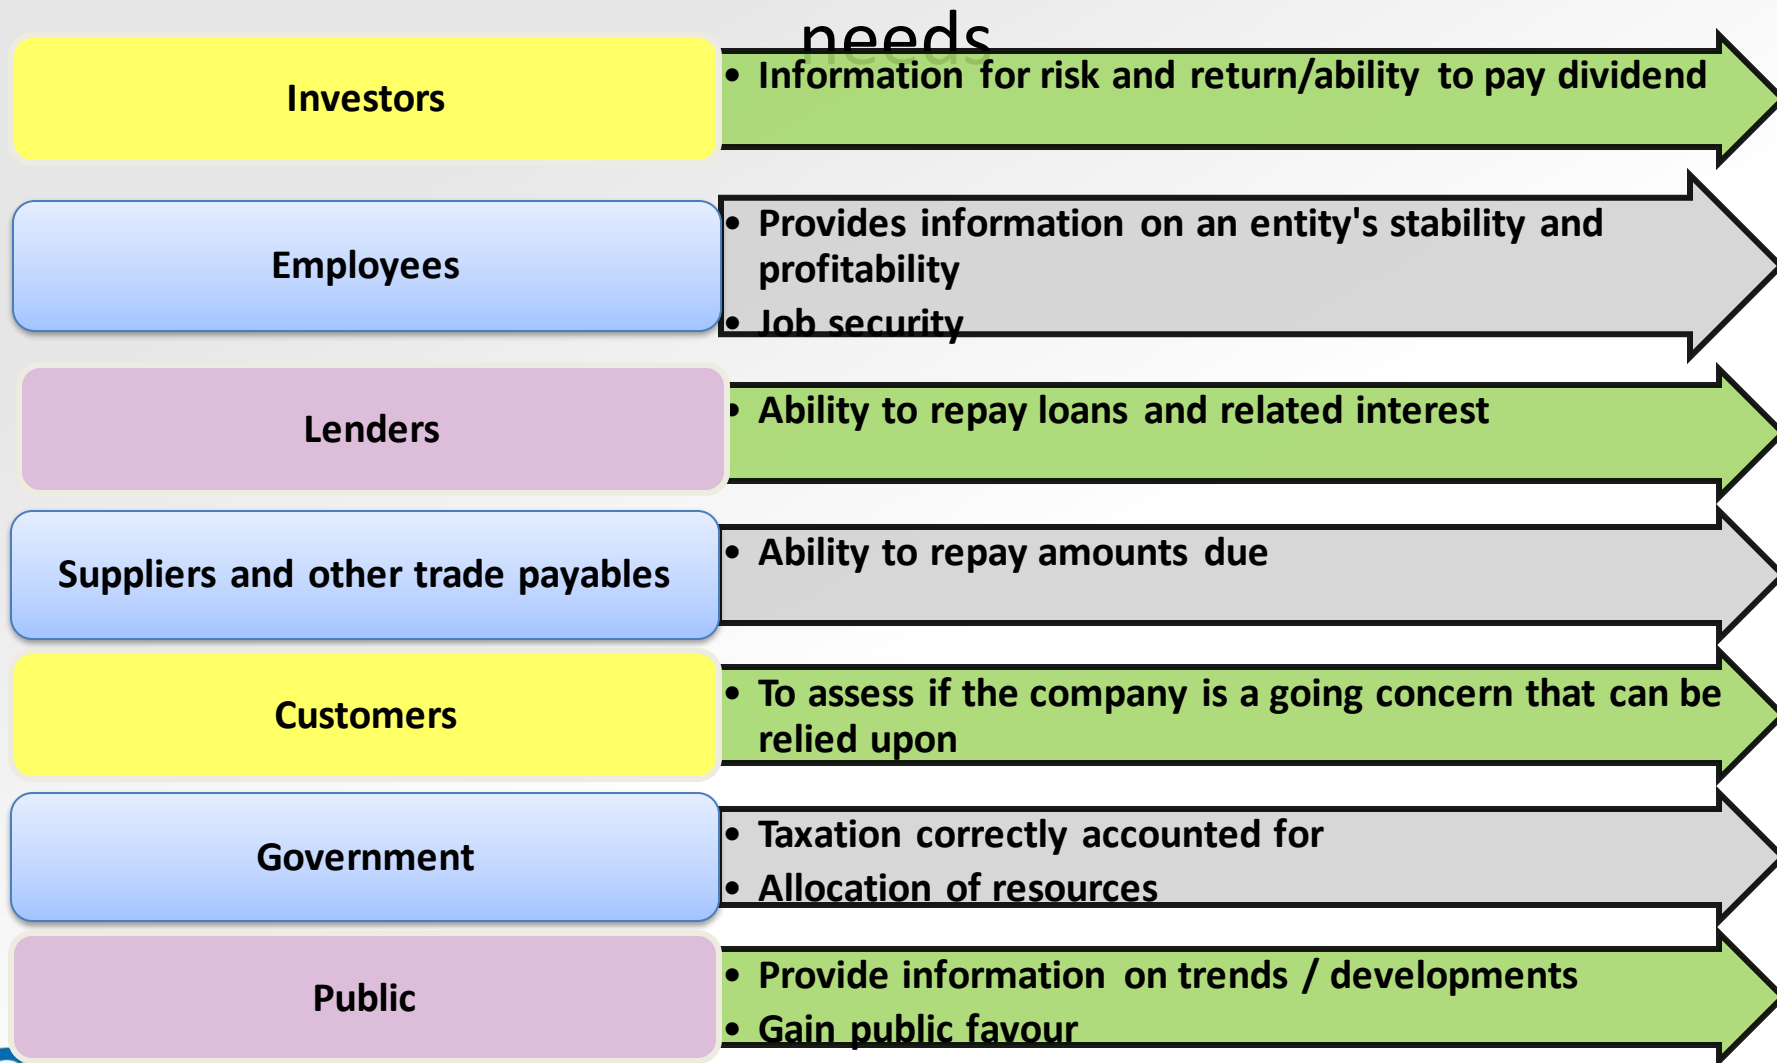 needs
Investors
• Information for risk and return/ability to pay dividend
Employees
• Provides information on an entity's stability and
profitability
• Job security
Lenders
• Ability to repay loans and related interest
Suppliers and other trade payables
• Ability to repay amounts due
Customers
• To assess if the company is a going concern that can be
relied upon
Government
• Taxation correctly accounted for
• Allocation of resources
Public
• Provide information on trends / developments
• Gain public favour